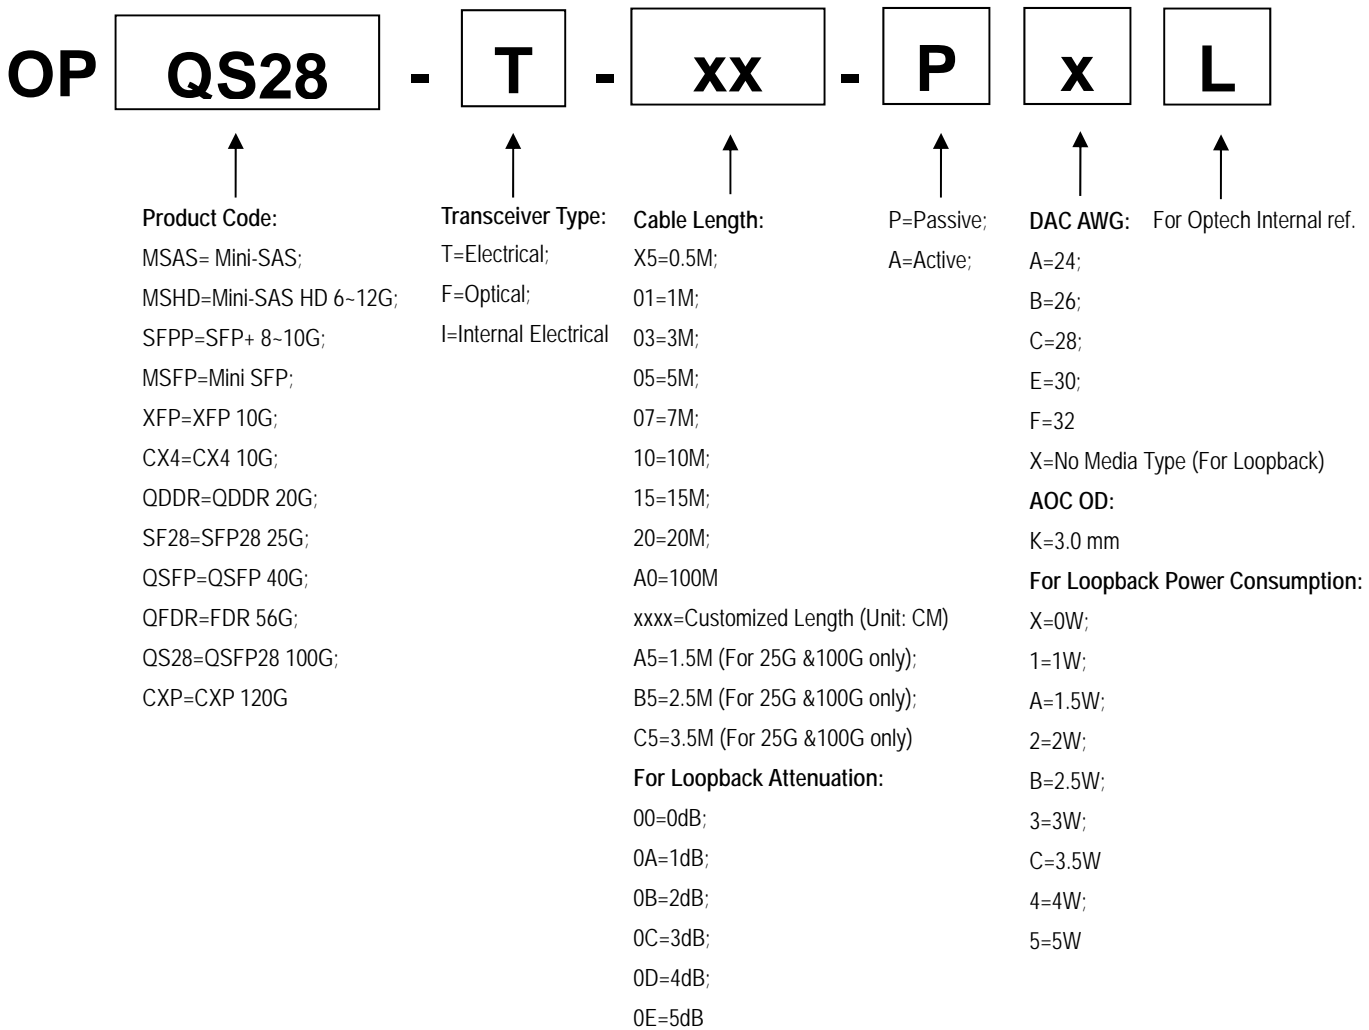 OP QS28 - T - xx - P x L
Product Code:
MSAS= Mini-SAS;
MSHD=Mini-SAS HD 6~12G;
SFPP=SFP+ 8~10G;
MSFP=Mini SFP;
XFP=XFP 10G;
CX4=CX4 10G;
QDDR=QDDR 20G;
SF28=SFP28 25G;
QSFP=QSFP 40G;
QFDR=FDR 56G;
QS28=QSFP28 100G;
CXP=CXP 120G
Transceiver Type:
T=Electrical;
F=Optical;
I=Internal Electrical
Cable Length:
X5=0.5M;
01=1M;
03=3M;
05=5M;
07=7M;
10=10M;
15=15M;
20=20M;
A0=100M
xxxx=Customized Length (Unit: CM)
A5=1.5M (For 25G &100G only);
B5=2.5M (For 25G &100G only);
C5=3.5M (For 25G &100G only)
For Loopback Attenuation:
00=0dB;
0A=1dB;
0B=2dB;
0C=3dB;
0D=4dB;
0E=5dB
P=Passive;
A=Active;
DAC AWG:
A=24;
B=26;
C=28;
E=30;
F=32
X=No Media Type (For Loopback)
AOC OD:
K=3.0 mm
For Loopback Power Consumption:
X=0W;
1=1W;
A=1.5W;
2=2W;
B=2.5W;
3=3W;
C=3.5W
4=4W;
5=5W
For Optech Internal ref.